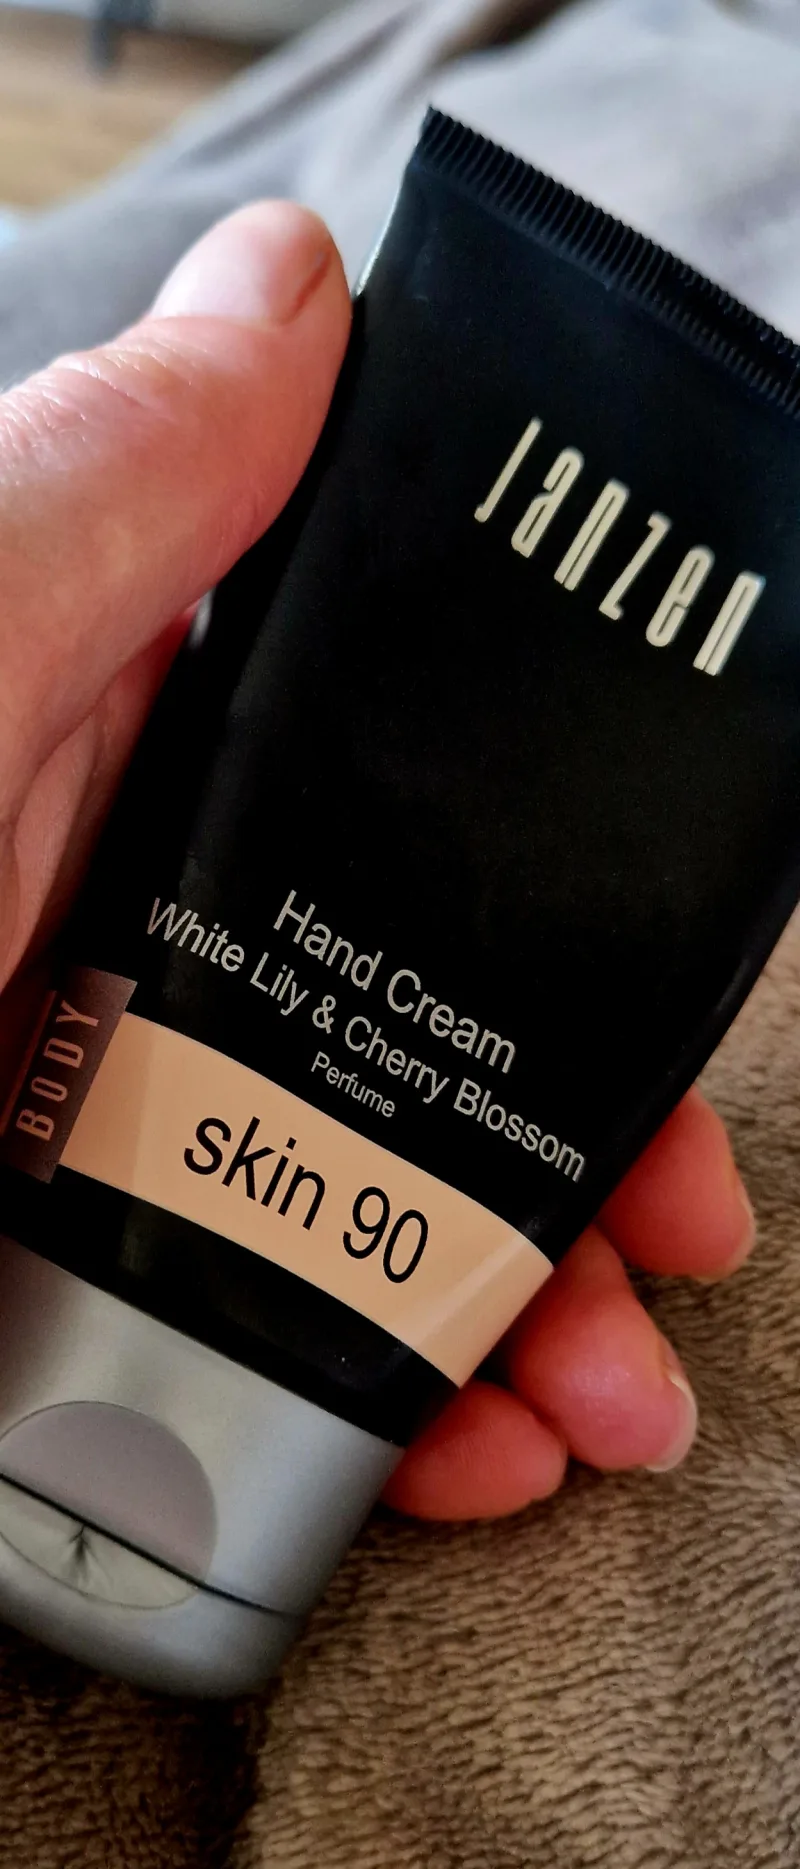 Janzen
Hand Cream
White Lily & Cherry Blossom
Perfume
BODY
skin 90